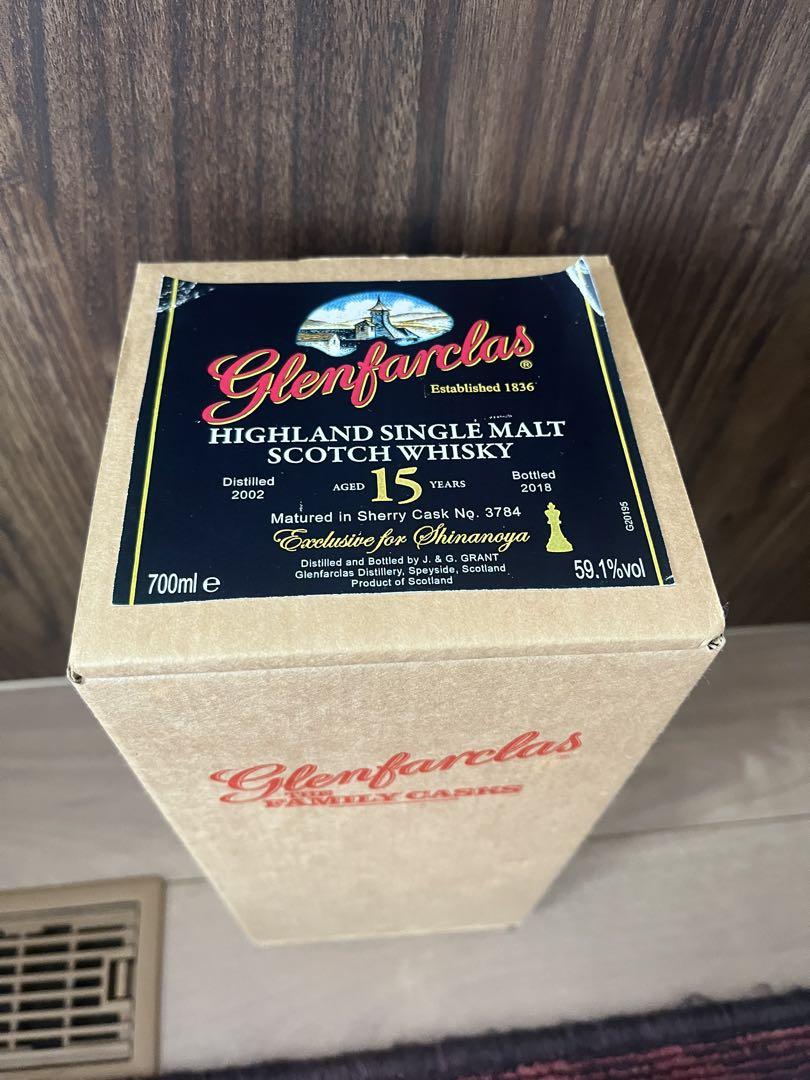 Glenfarclas®
Established 1836
HIGHLAND SINGLE MALT
SCOTCH WHISKY
Distilled
2002
AGED 15 YEARS
Bottled
2018
Matured in Sherry Cask No. 3784
Exclusive for Shinanoya
Distilled and Bottled by J. & G. GRANT
Glenfarclas Distillery, Speyside, Scotland
Product of Scotland
700ml e
59.1%vol
G20195
Glenfarclas
THE
FAMILY CASKS